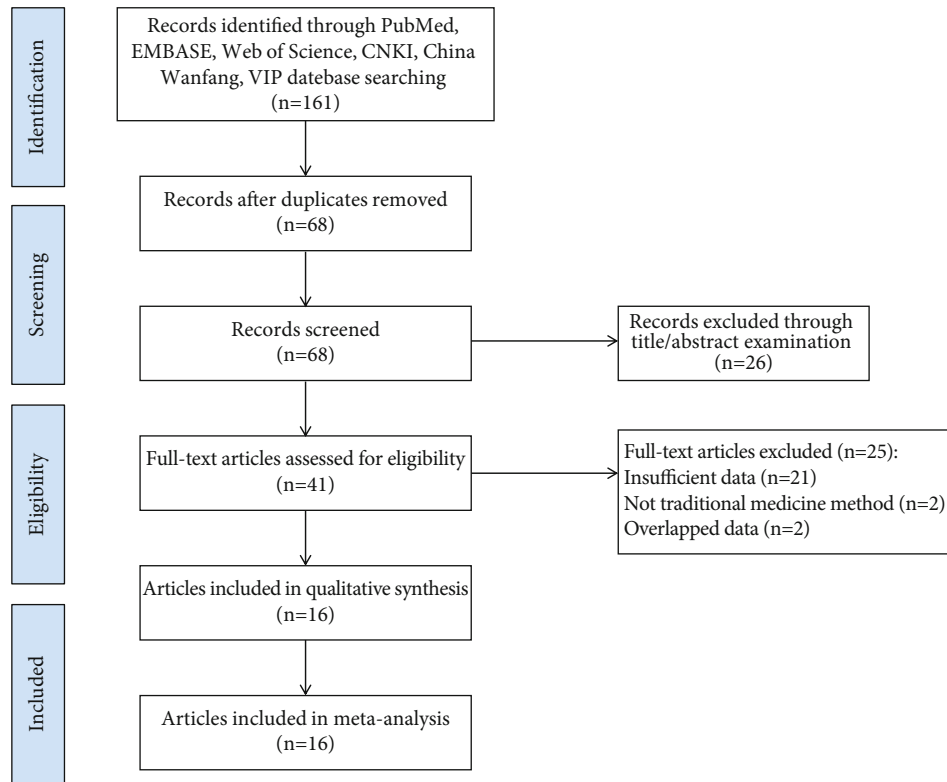 Identification
Records identified through PubMed,
EMBASE, Web of Science, CNKI, China
Wanfang, VIP datebase searching
(n=161)
Records after duplicates removed
(n=68)
Screening
Records screened
(n=68)
Records excluded through
title/abstract examination
(n=26)
Eligibility
Full-text articles assessed for eligibility
(n=41)
Full-text articles excluded (n=25):
Insufficient data (n=21)
Not traditional medicine method (n=2)
Overlapped data (n=2)
Articles included in qualitative synthesis
(n=16)
Included
Articles included in meta-analysis
(n=16)